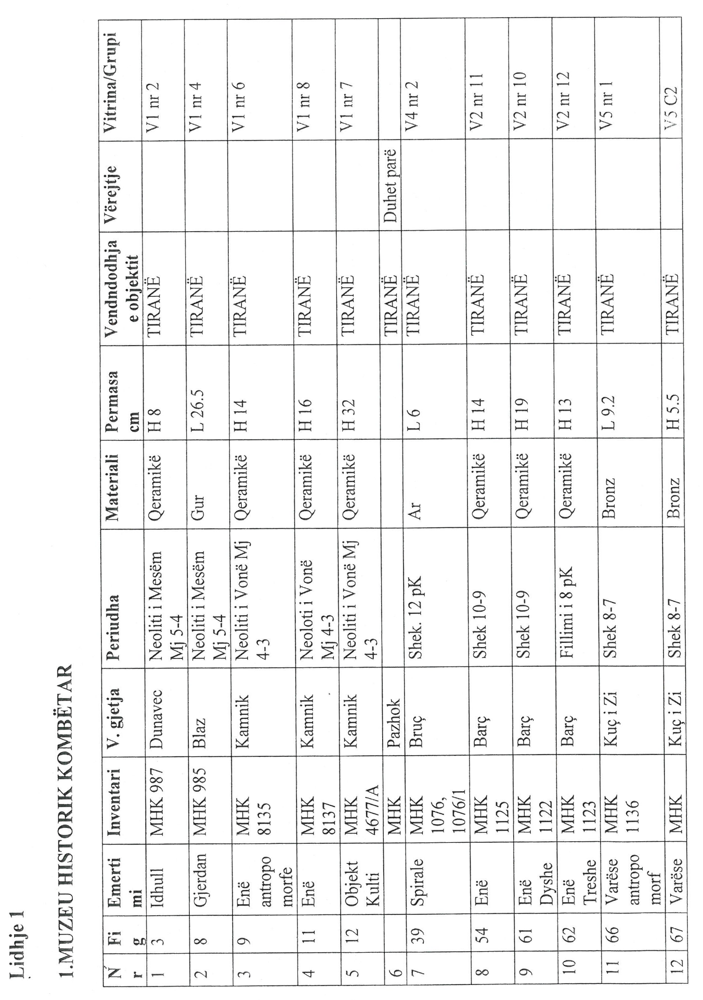 Lidhje 1
1.MUZEU HISTORIK KOMBËTAR
Nr Fig Emertimi Inventari V. gjetja Periudha Materiali Permasa cm Vendndodhja e objektit Vërejtje Vitrina/Grupi
1 3 Idhull MHK 987 Dunavec Neoliti i Mesëm Mj 5-4 Qeramikë H 8 TIRANË V1 nr 2
2 8 Gjerdan MHK 985 Blaz Neoliti i Mesëm Mj 5-4 Gur L 26.5 TIRANË V1 nr 4
3 9 Enë antropomorfe MHK 8135 Kamnik Neoliti i Vonë Mj 4-3 Qeramikë H 14 TIRANË V1 nr 6
4 11 Enë MHK 8137 Kamnik Neoloti i Vonë Mj 4-3 Qeramikë H 16 TIRANË V1 nr 8
5 12 Objekt Kulti MHK 4677/A Kamnik Neoliti i Vonë Mj 4-3 Qeramikë H 32 TIRANË V1 nr 7
6 MHK Pazhok TIRANË Duhet parë
7 39 Spirale MHK 1076, 1076/1 Bruç Shek. 12 pK Ar L 6 TIRANË V4 nr 2
8 54 Enë MHK 1125 Barç Shek 10-9 Qeramikë H 14 TIRANË V2 nr 11
9 61 Enë Dyshe MHK 1122 Barç Shek 10-9 Qeramikë H 19 TIRANË V2 nr 10
10 62 Enë Treshe MHK 1123 Barç Fillimi i 8 pK Qeramikë H 13 TIRANË V2 nr 12
11 66 Varëse antropomorf MHK 1136 Kuç i Zi Shek 8-7 Bronz L 9.2 TIRANË V5 nr 1
12 67 Varëse MHK Kuç i Zi Shek 8-7 Bronz H 5.5 TIRANË V5 C2